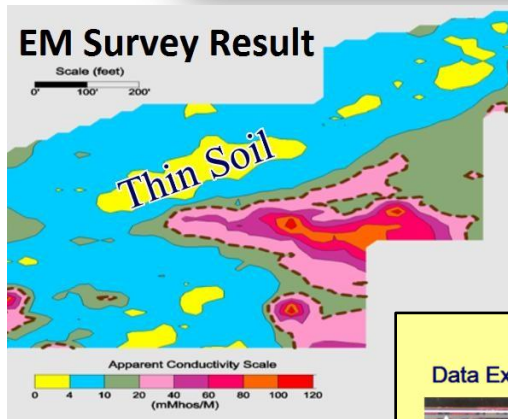 EM Survey Result
Scale (feet)
0' 100' 200'
Thin Soil
Apparent Conductivity Scale
0 4 10 20 40 60 80 100 120
(mMhos/M)
Data Ex